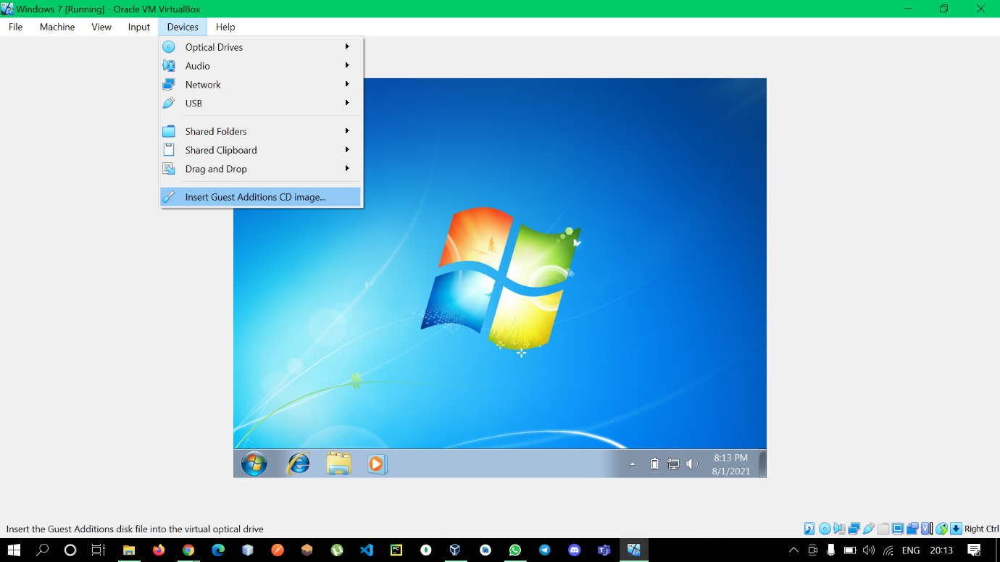 Windows 7 [Running] - Oracle VM VirtualBox
File Machine View Input Devices Help
Optical Drives
Audio
Network
USB
Shared Folders
Shared Clipboard
Drag and Drop
Insert Guest Additions CD image...
8:13 PM
8/1/2021
Insert the Guest Additions disk file into the virtual optical drive
Right Ctrl
PC
ENG 20:13